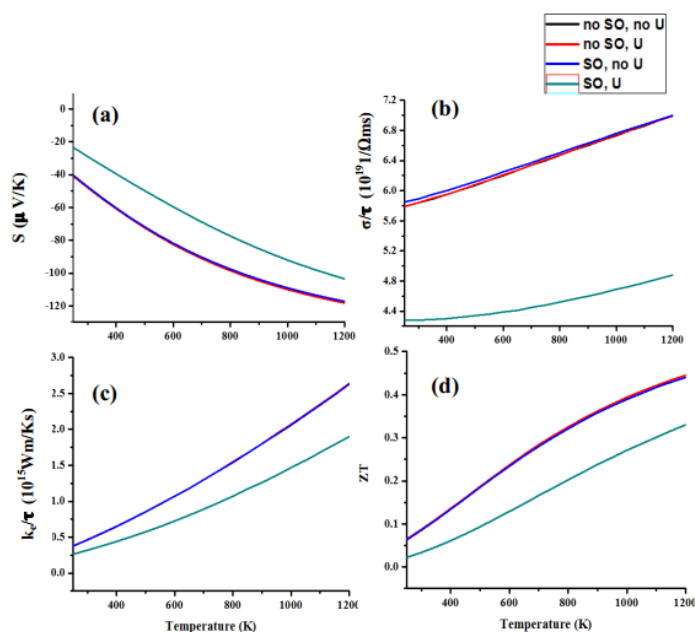 no SO, no U
no SO, U
SO, no U
SO, U
(a)
S (μ V/K)
0
-20
-40
-60
-80
-100
-120
400 600 800 1000 1200
(b)
σ/τ (10¹⁹ 1/Ωms)
7.2
6.8
6.4
6.0
5.6
5.2
4.8
4.4
400 600 800 1000 1200
(c)
kₑ/τ (10¹⁵Wm/Ks)
3.0
2.5
2.0
1.5
1.0
0.5
0.0
400 600 800 1000 1200
Temperature (K)
(d)
ZT
0.5
0.4
0.3
0.2
0.1
0.0
400 600 800 1000 1200
Temperature (K)